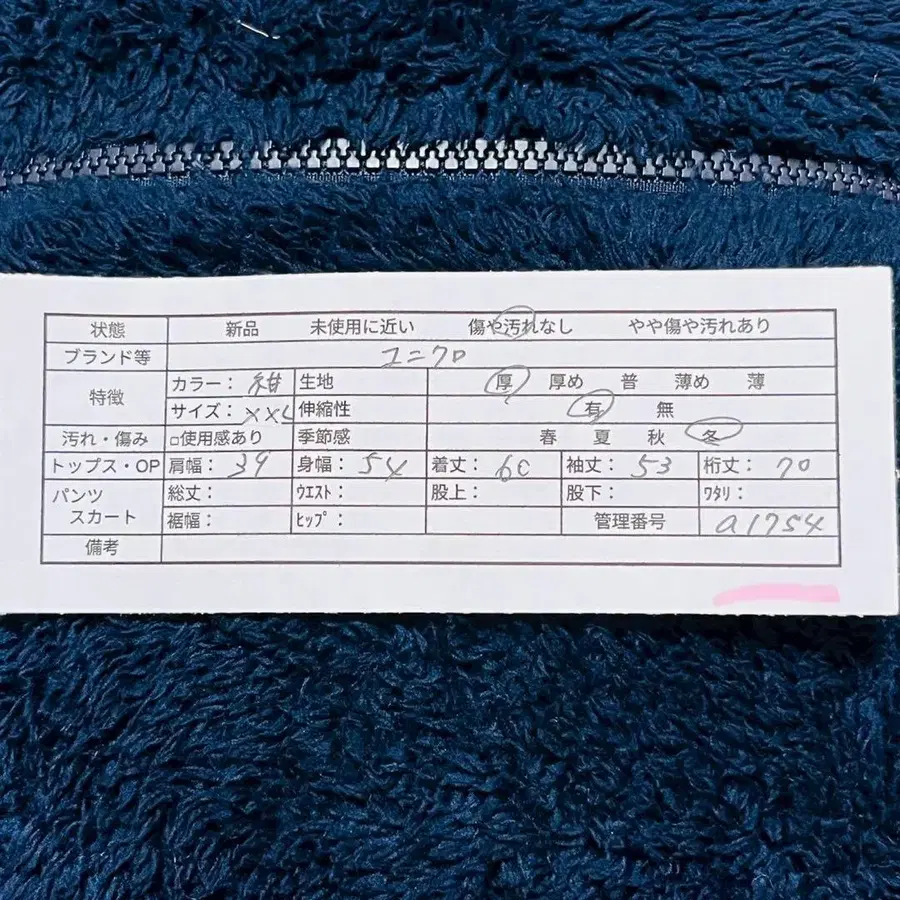 状態 新品 未使用に近い 傷や汚れなし やや傷や汚れあり
ブランド等 ユニクロ
特徴 カラー： 紺 生地 厚 厚め 普 薄め 薄
サイズ： XXL 伸縮性 有 無
汚れ・傷み □使用感あり 季節感 春 夏 秋 冬
トップス・OP 肩幅： 39 身幅： 54 着丈： 60 袖丈： 53 裄丈： 70
パンツ スカート 総丈： ｳｴｽﾄ： 股上： 股下： ﾜﾀﾘ：
裾幅： ﾋｯﾌﾟ： 管理番号 a1754
備考